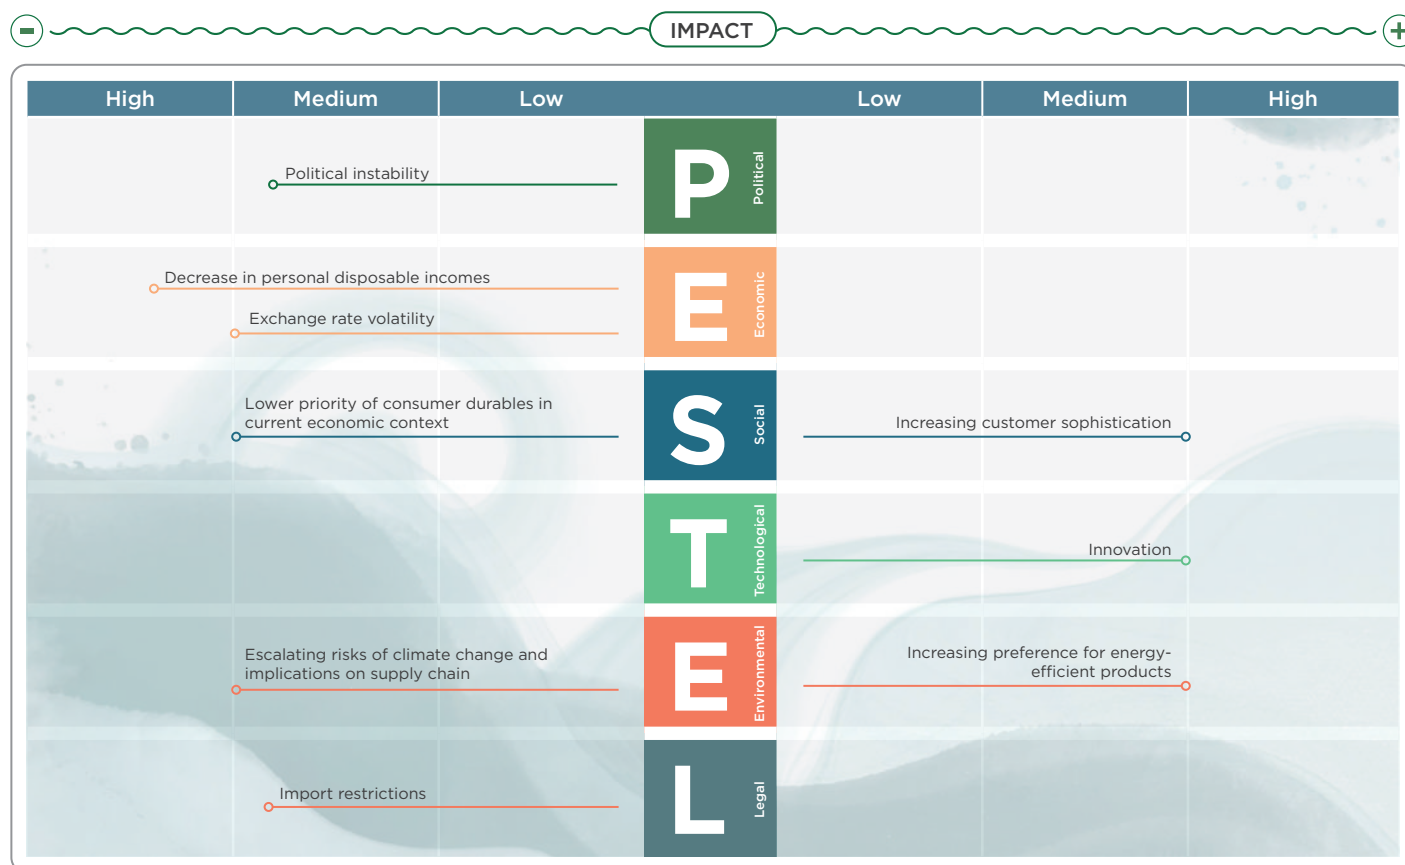 IMPACT
High Medium Low Low Medium High
Political instability
P
Political
Decrease in personal disposable incomes
Exchange rate volatility
E
Economic
Lower priority of consumer durables in
current economic context
S
Social
Increasing customer sophistication
T
Technological
Innovation
Escalating risks of climate change and
implications on supply chain
E
Environmental
Increasing preference for energy-
efficient products
Import restrictions
L
Legal